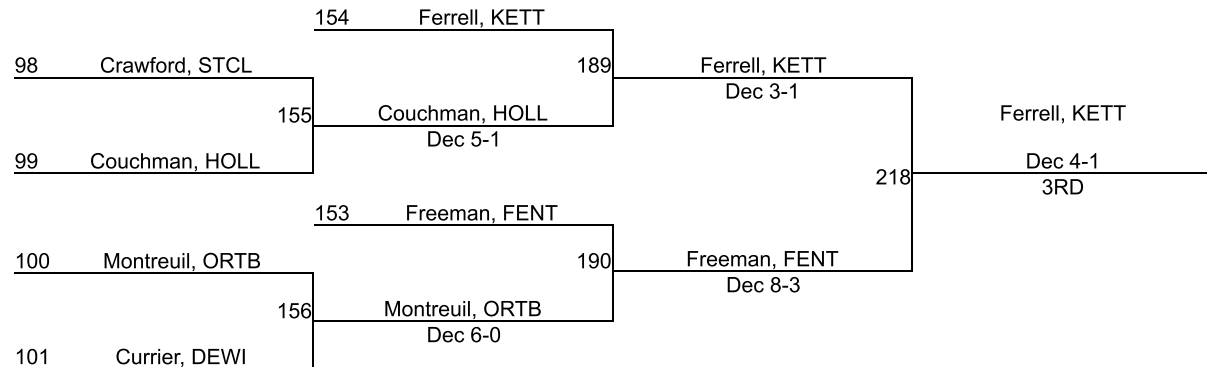 154 Ferrell, KETT
98 Crawford, STCL
189 Ferrell, KETT
Dec 3-1
155 Couchman, HOLL
Dec 5-1
Ferrell, KETT
99 Couchman, HOLL
Dec 4-1
218
3RD
153 Freeman, FENT
100 Montreuil, ORTB
190 Freeman, FENT
Dec 8-3
156 Montreuil, ORTB
Dec 6-0
101 Currier, DEWI